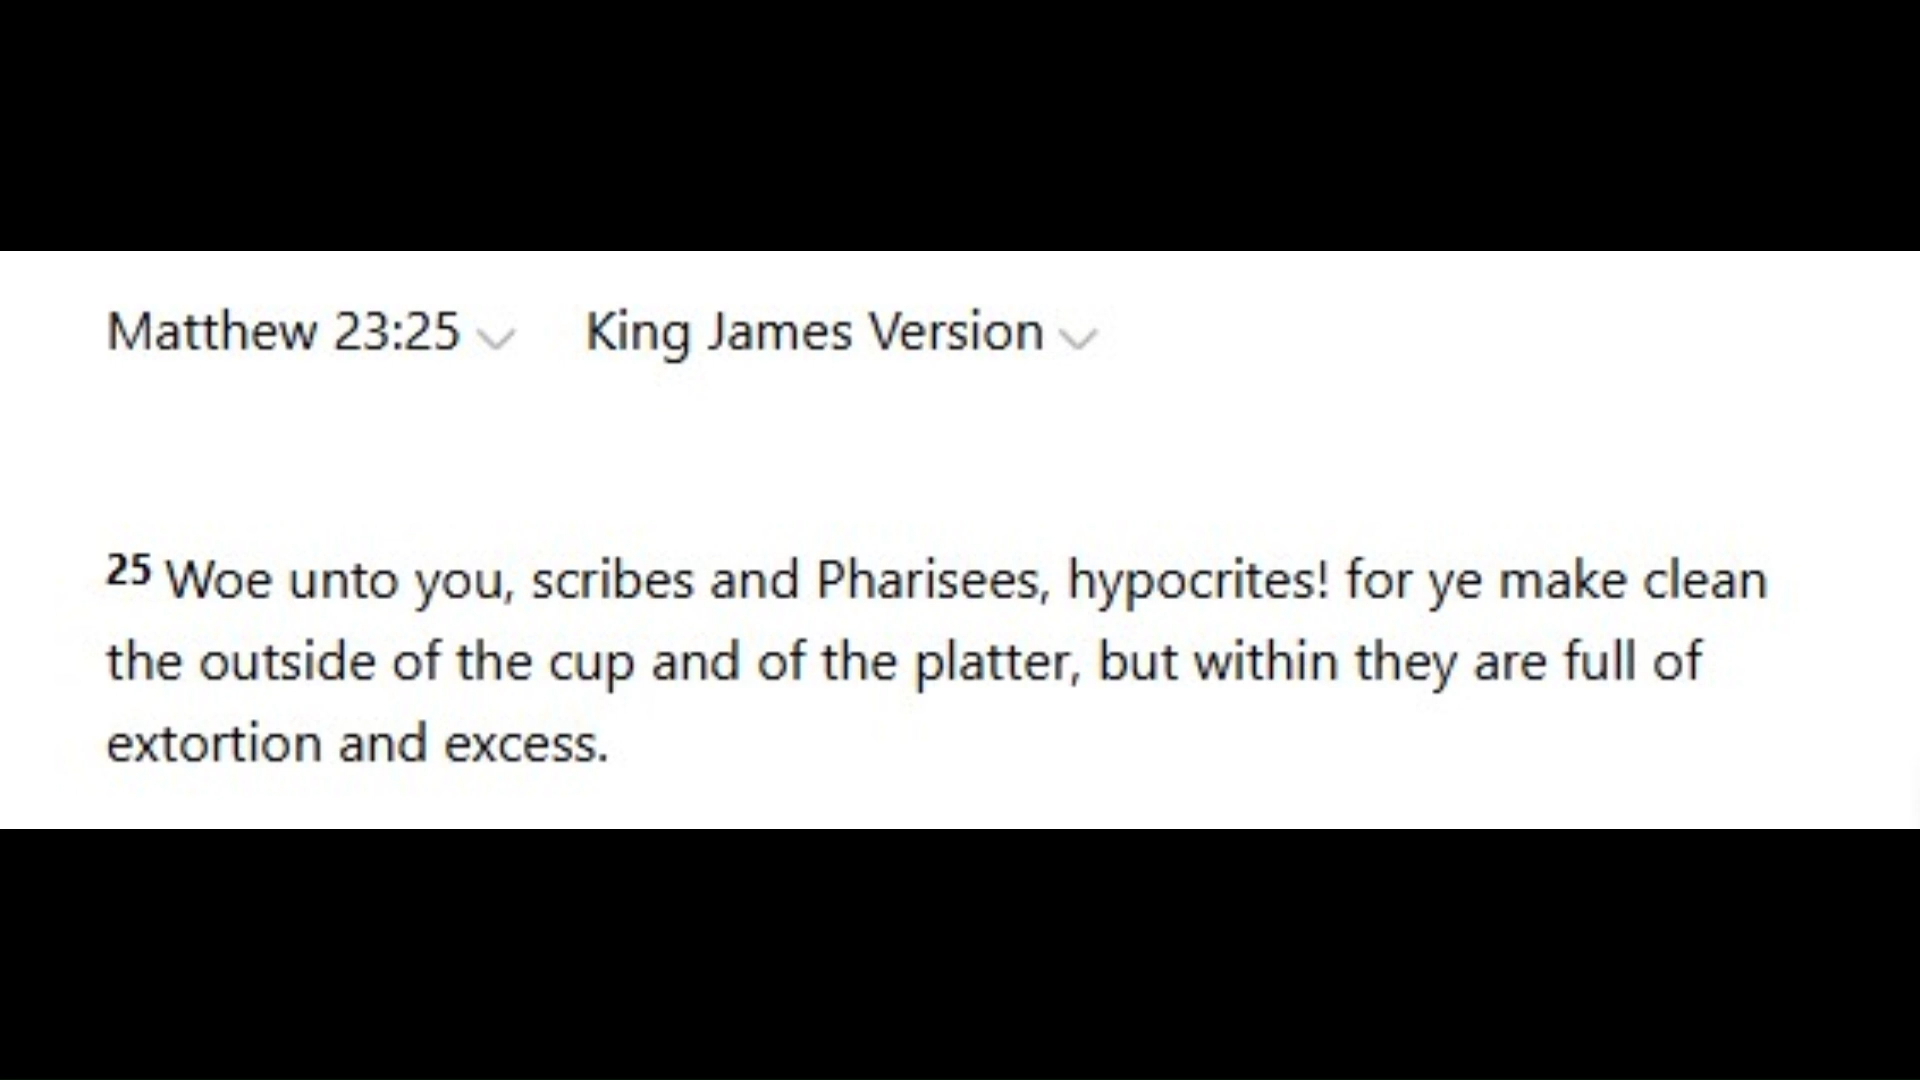 Matthew 23:25 King James Version
25 Woe unto you, scribes and Pharisees, hypocrites! for ye make clean
the outside of the cup and of the platter, but within they are full of
extortion and excess.